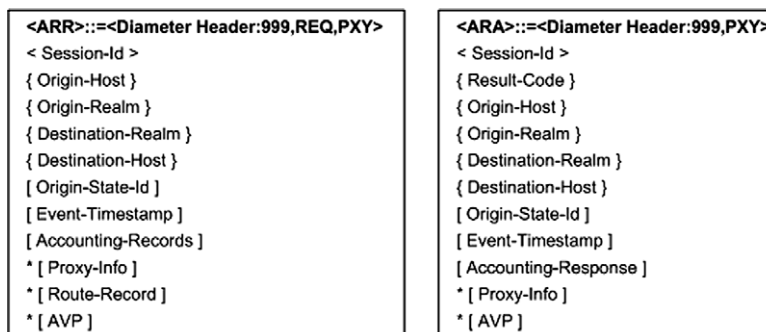 <ARR>::=<Diameter Header:999,REQ,PXY>
< Session-Id >
{ Origin-Host }
{ Origin-Realm }
{ Destination-Realm }
{ Destination-Host }
[ Origin-State-Id ]
[ Event-Timestamp ]
[ Accounting-Records ]
* [ Proxy-Info ]
* [ Route-Record ]
* [ AVP ]
<ARA>::=<Diameter Header:999,PXY>
< Session-Id >
{ Result-Code }
{ Origin-Host }
{ Origin-Realm }
{ Destination-Realm }
{ Destination-Host }
[ Origin-State-Id ]
[ Event-Timestamp ]
[ Accounting-Response ]
* [ Proxy-Info ]
* [ AVP ]